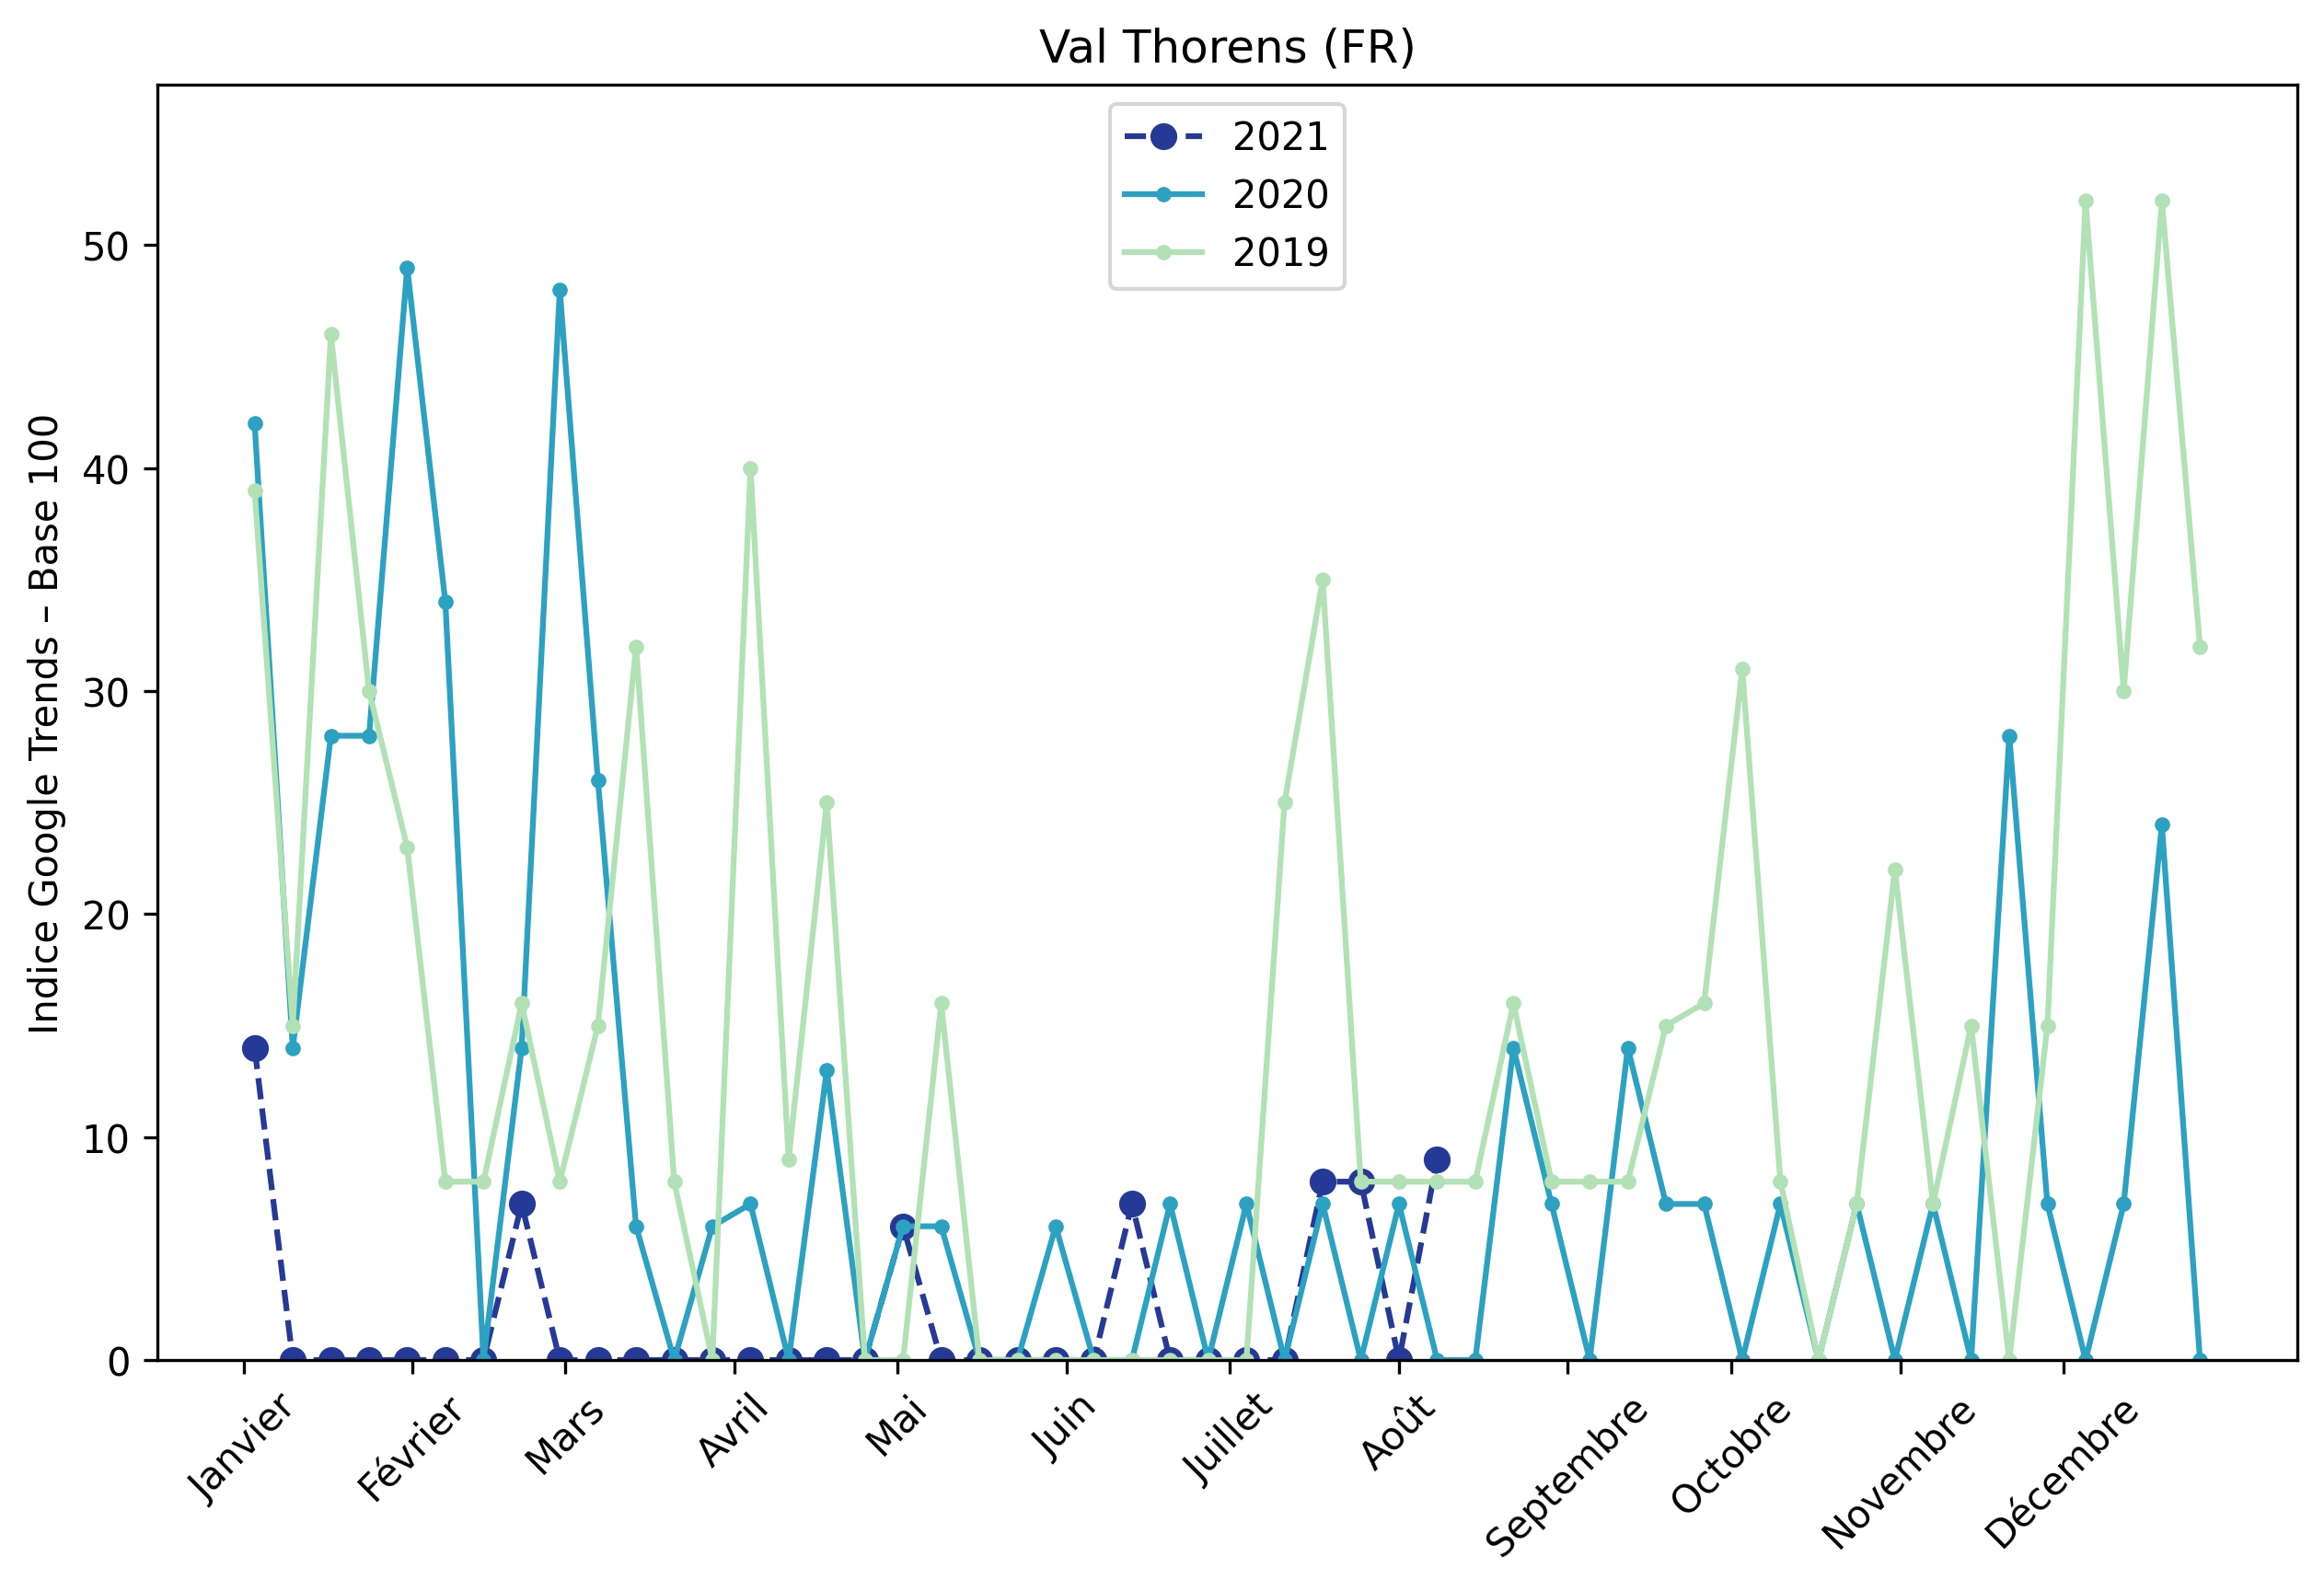 Val Thorens (FR)
2021
2020
2019
Indice Google Trends – Base 100
50
40
30
20
10
0
Janvier
Février
Mars
Avril
Mai
Juin
Juillet
Août
Septembre
Octobre
Novembre
Décembre